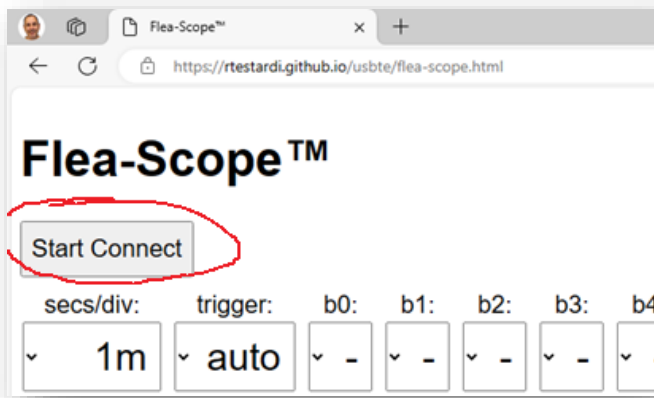 Flea-Scope™
https://rtestardi.github.io/usbte/flea-scope.html
Flea-Scope™
Start Connect
secs/div: trigger: b0: b1: b2: b3: b4
1m auto - - - -